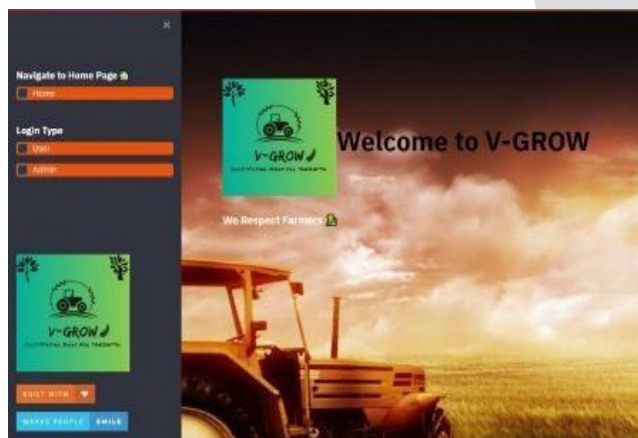 ×
Navigate to Home Page
Home
Login Type
User
Admin
V-GROW
BUILT WITH ♥
MAKES PEOPLE SMILE
V-GROW
Welcome to V-GROW
We Respect Farmers